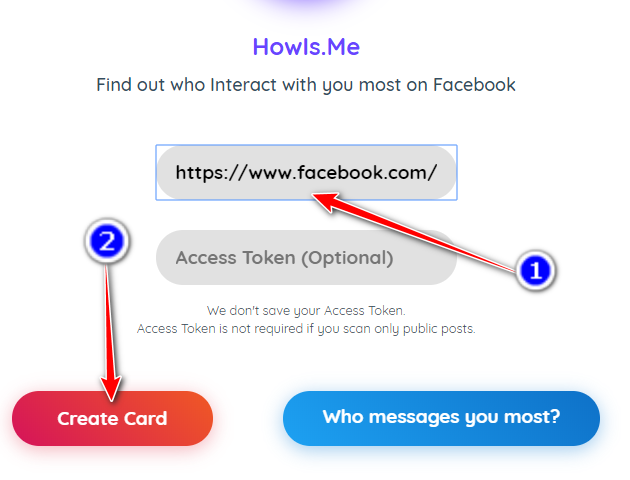 HowIs.Me
Find out who Interact with you most on Facebook
https://www.facebook.com/
2
Access Token (Optional)
1
We don't save your Access Token.
Access Token is not required if you scan only public posts.
Create Card
Who messages you most?